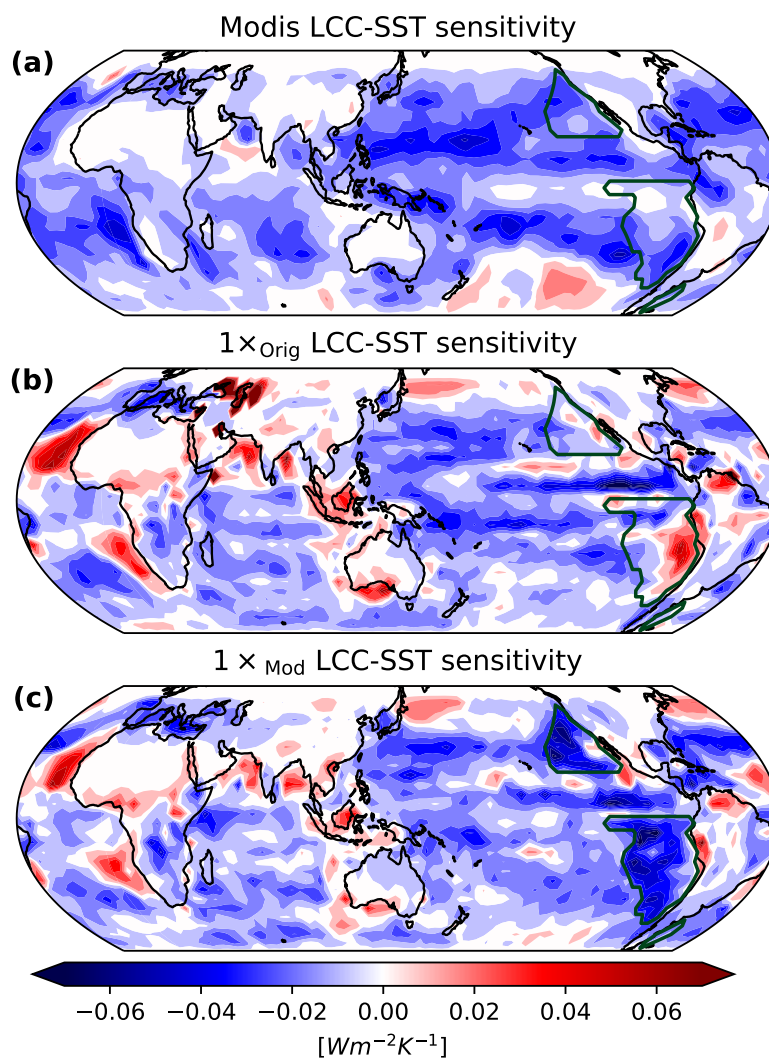 Modis LCC-SST sensitivity
(a)
1×Orig LCC-SST sensitivity
(b)
1 × Mod LCC-SST sensitivity
(c)
−0.06 −0.04 −0.02 0.00 0.02 0.04 0.06
[Wm−2K−1]